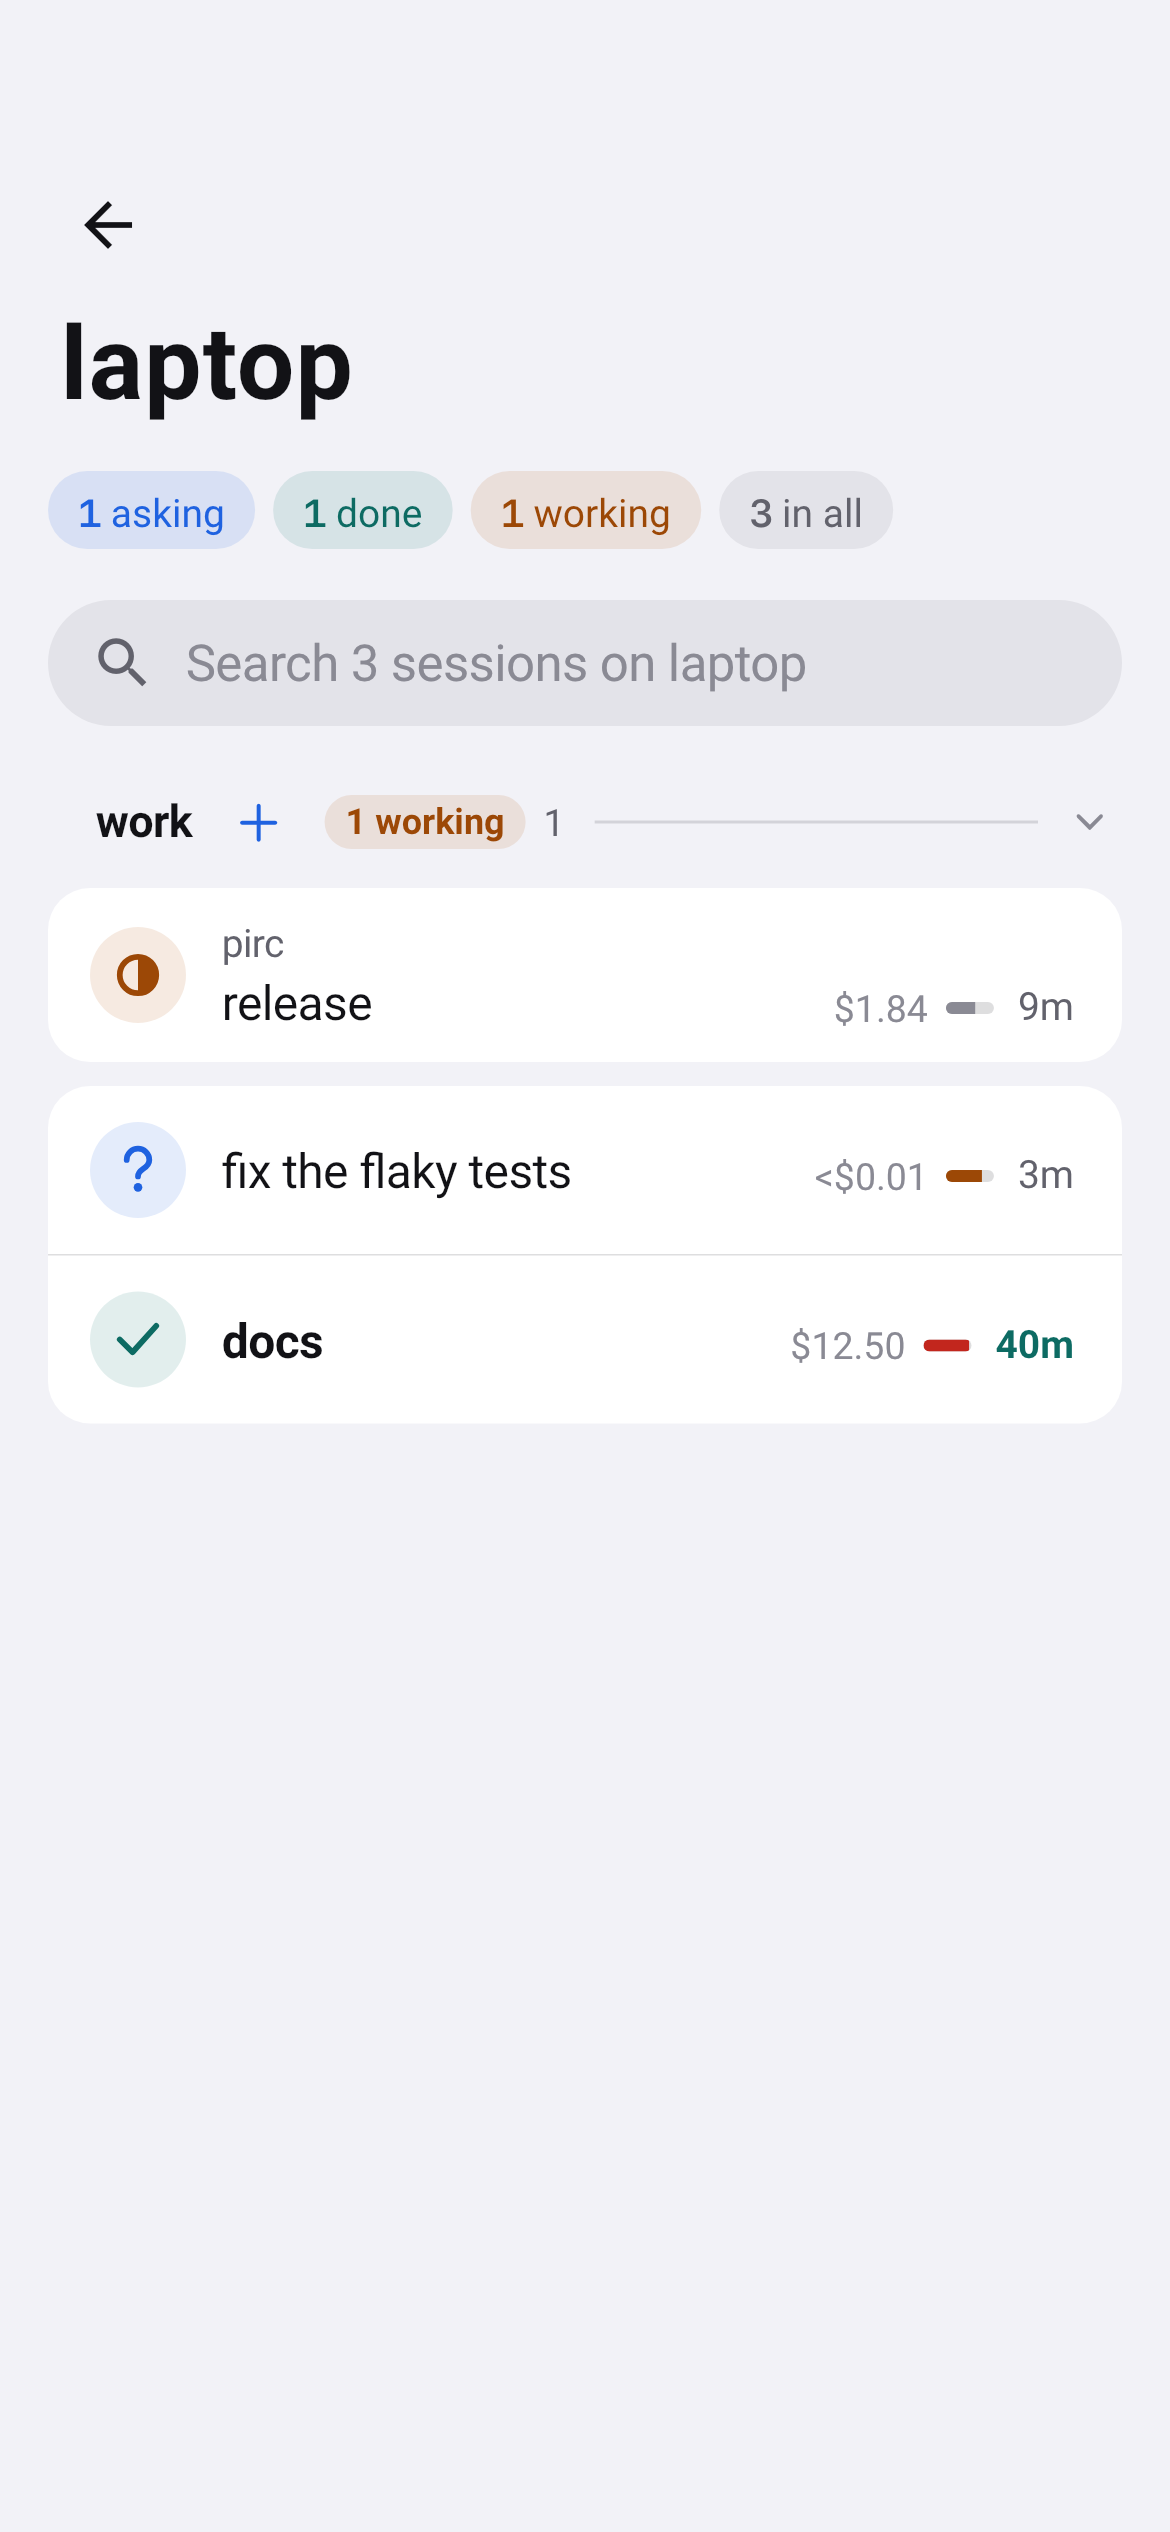 laptop
1 asking 1 done 1 working 3 in all
Search 3 sessions on laptop
work 1 working 1
pirc
release $1.84 9m
fix the flaky tests <$0.01 3m
docs $12.50 40m